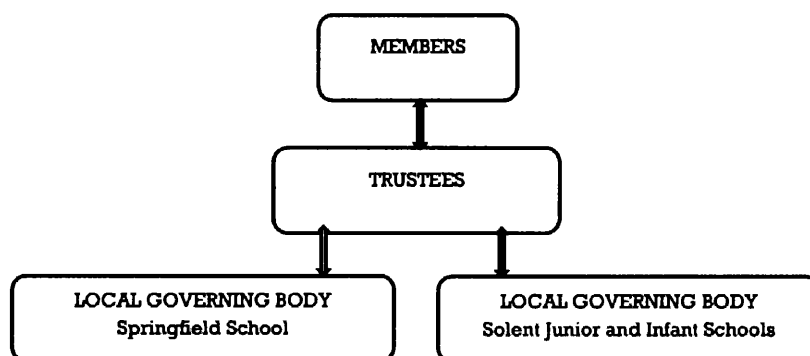 MEMBERS
TRUSTEES
LOCAL GOVERNING BODY
Springfield School
LOCAL GOVERNING BODY
Solent Junior and Infant Schools